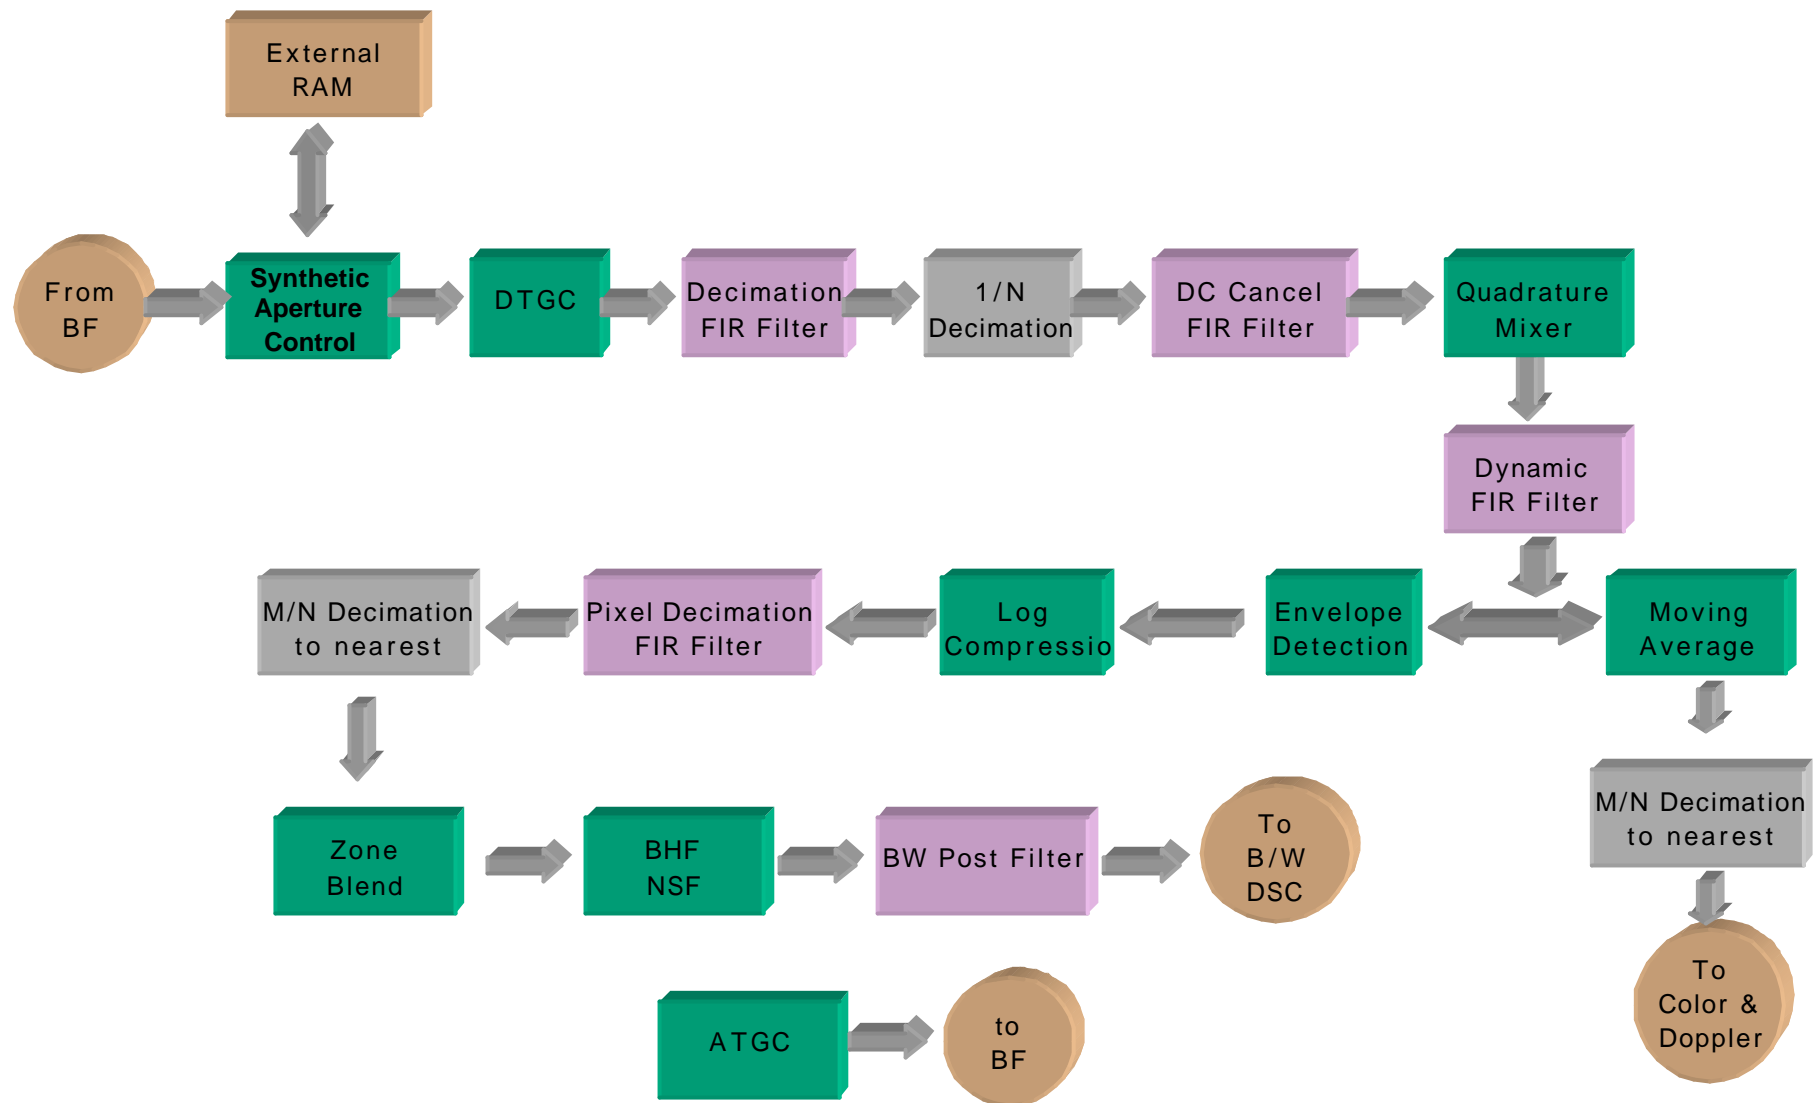 External
RAM
From
BF
Synthetic
Aperture
Control
DTGC
Decimation
FIR Filter
1/N
Decimation
DC Cancel
FIR Filter
Quadrature
Mixer
Dynamic
FIR Filter
M/N Decimation
to nearest
Pixel Decimation
FIR Filter
Log
Compressio
Envelope
Detection
Moving
Average
Zone
Blend
BHF
NSF
BW Post Filter
To
B/W
DSC
M/N Decimation
to nearest
ATGC
to
BF
To
Color &
Doppler